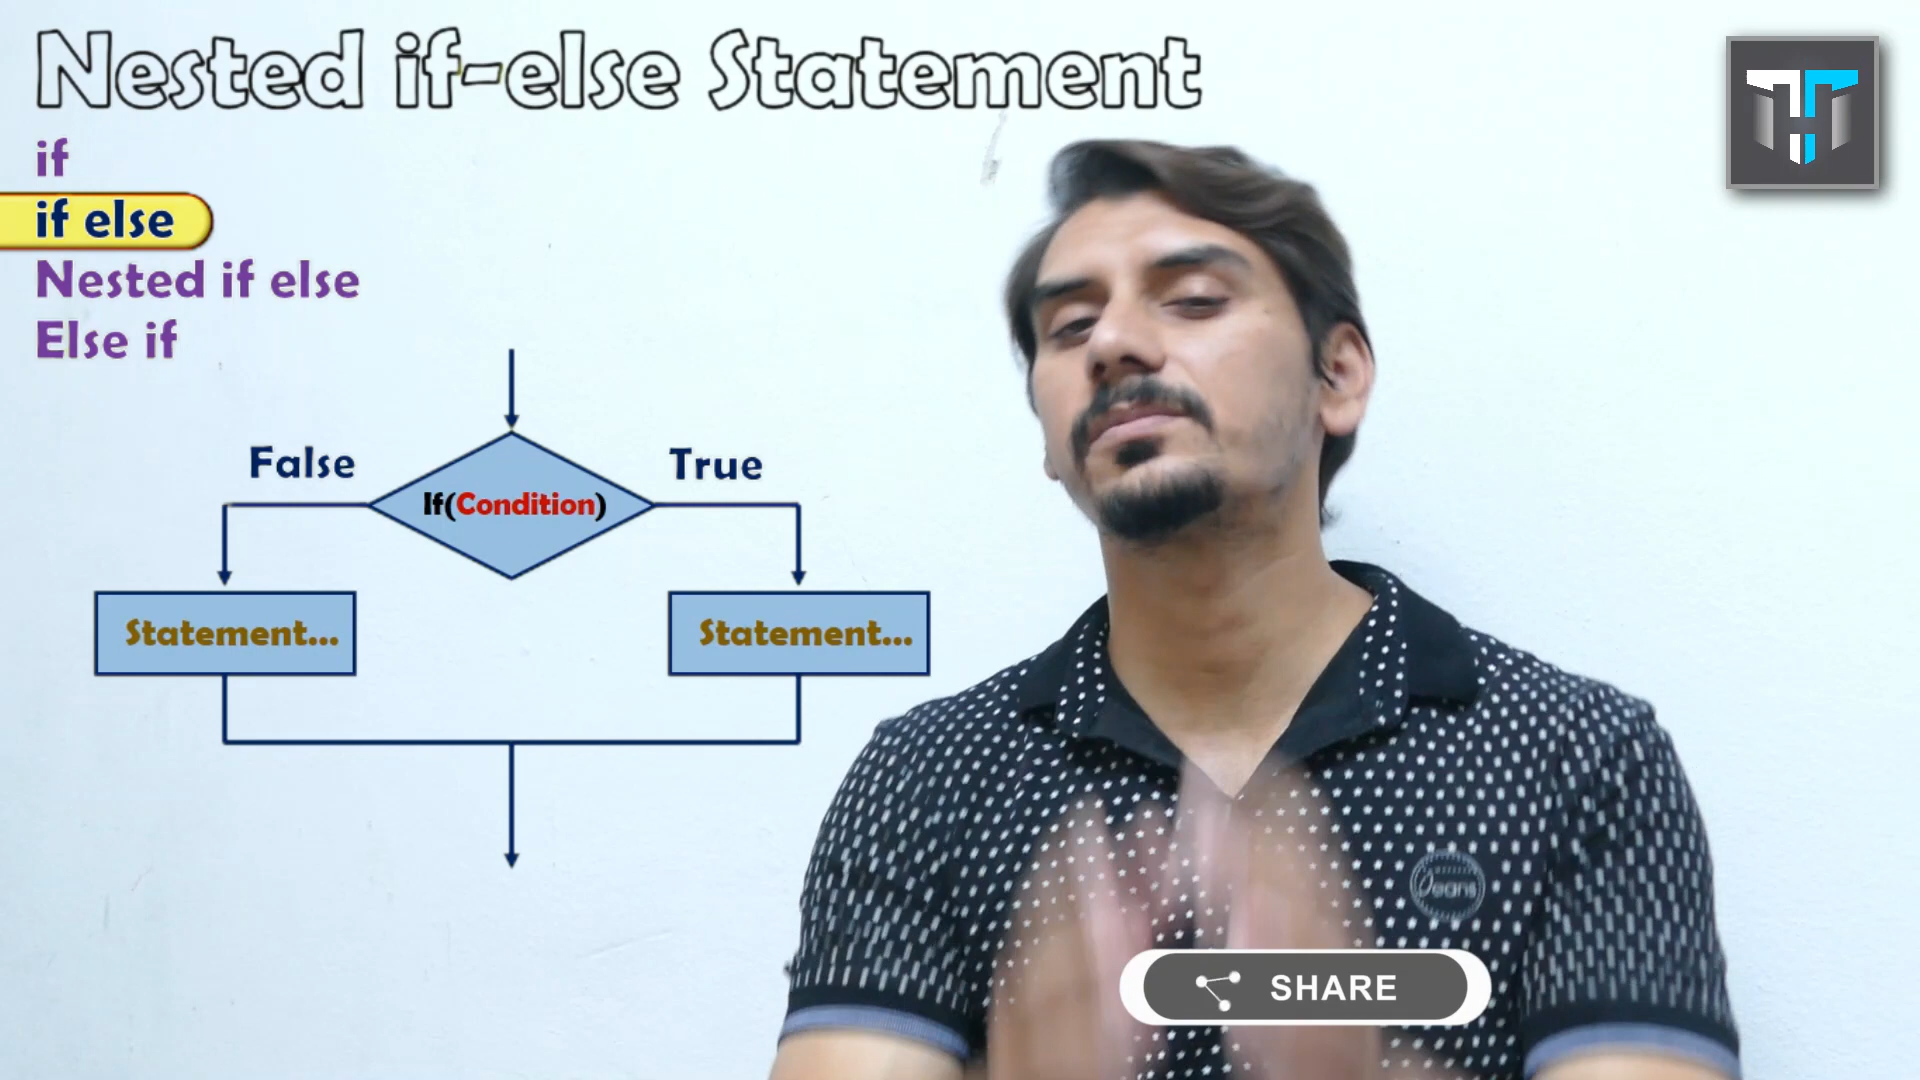 Nested if-else Statement
if
if else
Nested if else
Else if
False
True
If(Condition)
Statement...
Statement...
Jeans
SHARE